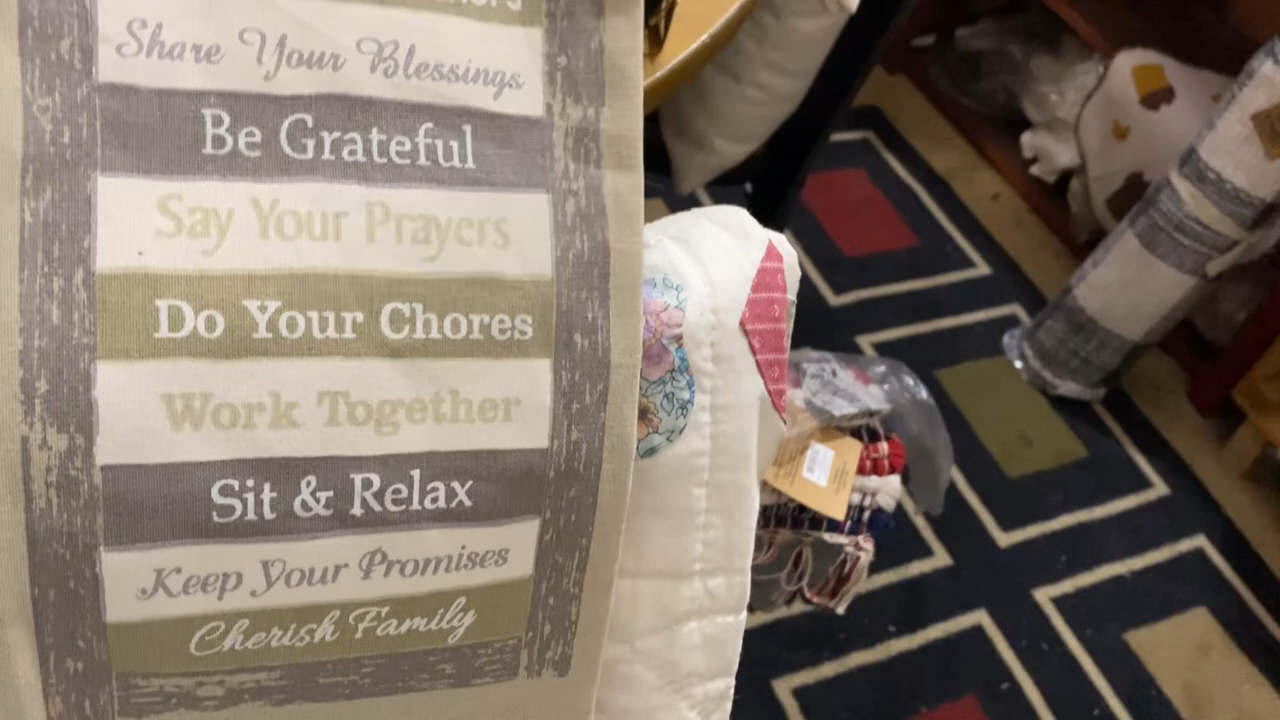 Share Your Blessings
Be Grateful
Say Your Prayers
Do Your Chores
Work Together
Sit & Relax
Keep Your Promises
Cherish Family